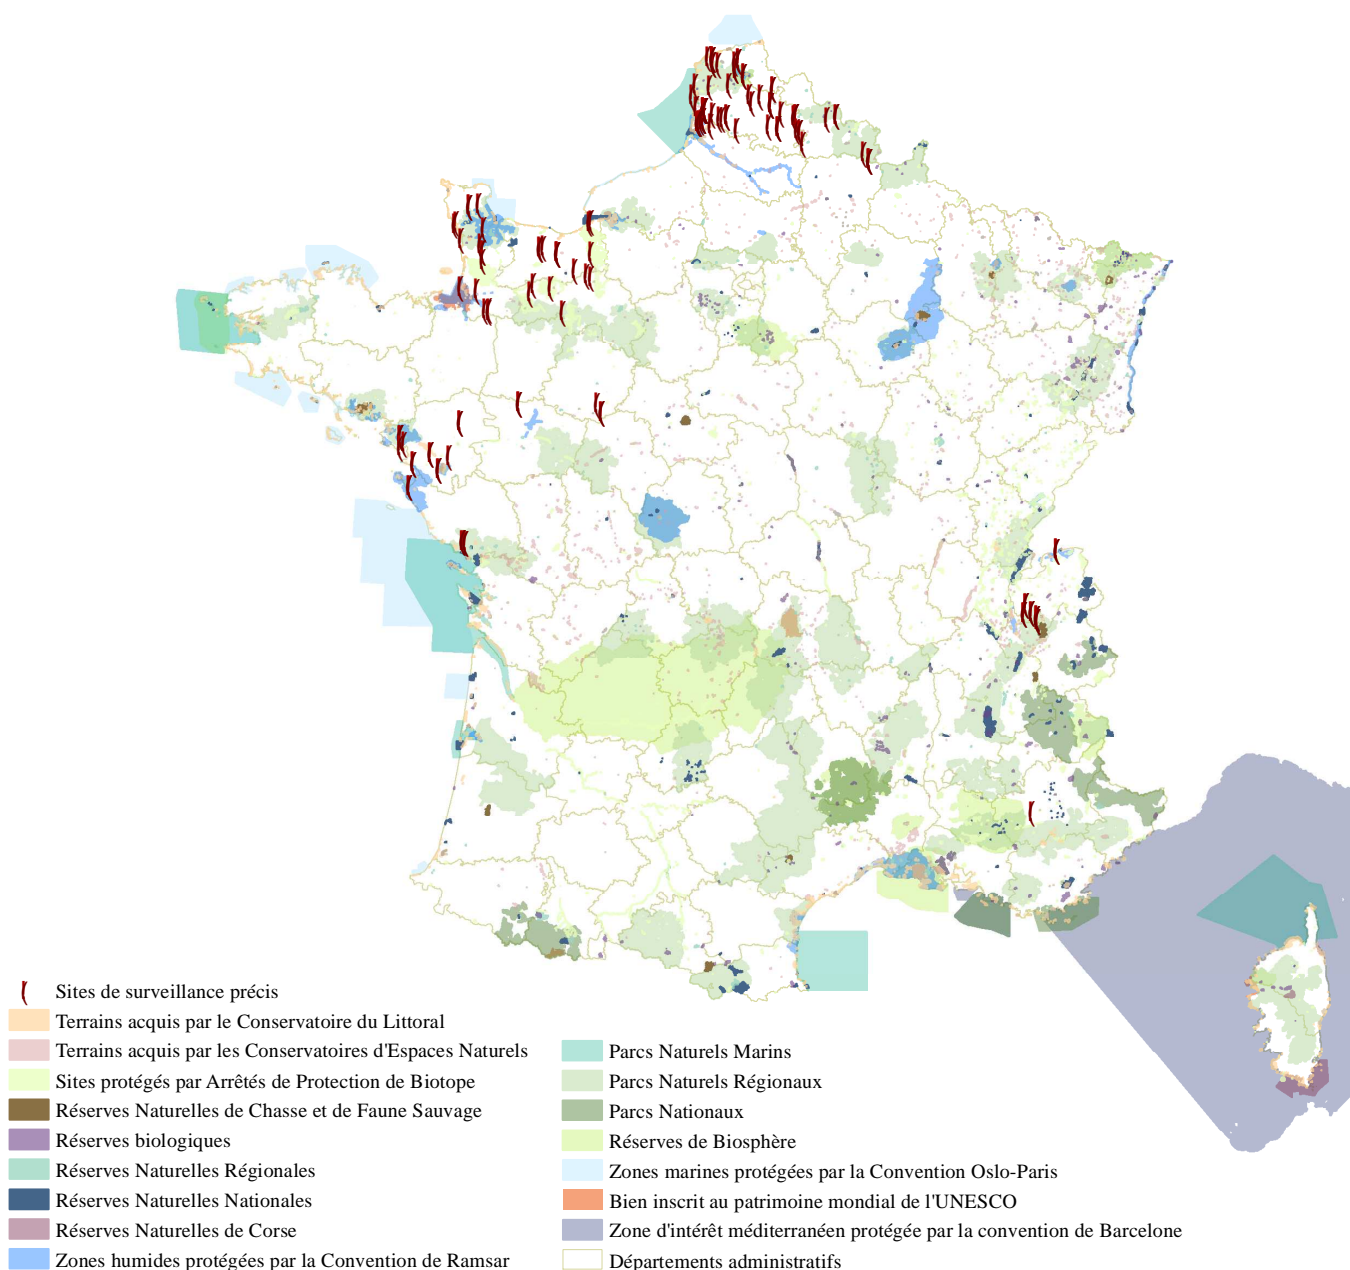 Sites de surveillance précis
Terrains acquis par le Conservatoire du Littoral
Terrains acquis par les Conservatoires d'Espaces Naturels
Sites protégés par Arrêtés de Protection de Biotope
Réserves Naturelles de Chasse et de Faune Sauvage
Réserves biologiques
Réserves Naturelles Régionales
Réserves Naturelles Nationales
Réserves Naturelles de Corse
Zones humides protégées par la Convention de Ramsar
Parcs Naturels Marins
Parcs Naturels Régionaux
Parcs Nationaux
Réserves de Biosphère
Zones marines protégées par la Convention Oslo-Paris
Bien inscrit au patrimoine mondial de l'UNESCO
Zone d'intérêt méditerranéen protégée par la convention de Barcelone
Départements administratifs